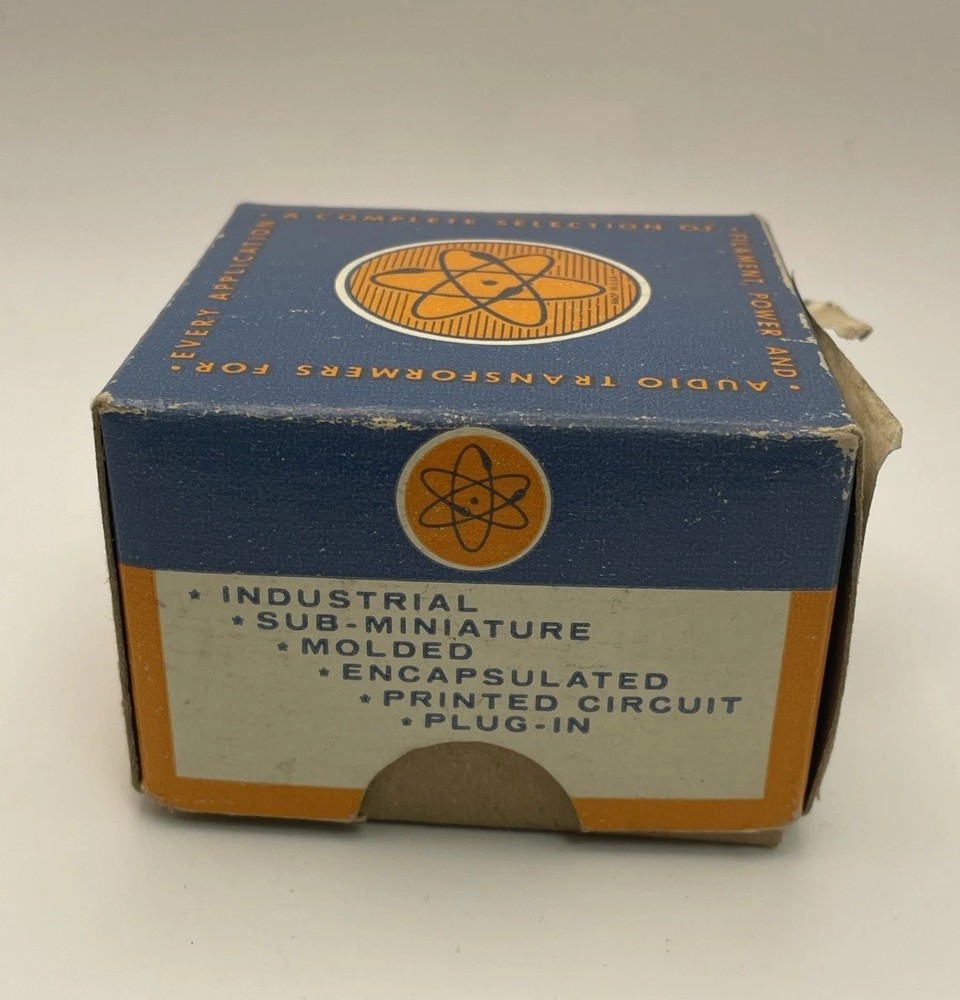 * A COMPLETE SELECTION OF
* FILAMENT, POWER AND
* AUDIO TRANSFORMERS FOR
* EVERY APPLICATION
* INDUSTRIAL
* SUB-MINIATURE
* MOLDED
* ENCAPSULATED
* PRINTED CIRCUIT
* PLUG-IN